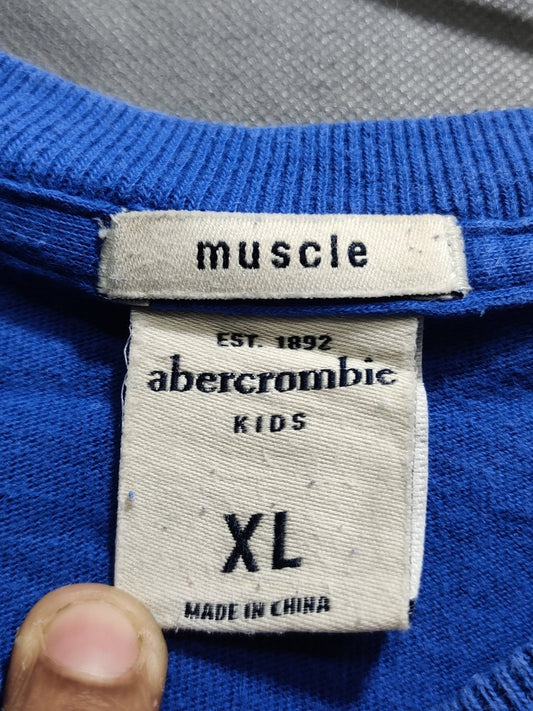 muscle
EST. 1892
abercrombie
KIDS
XL
MADE IN CHINA